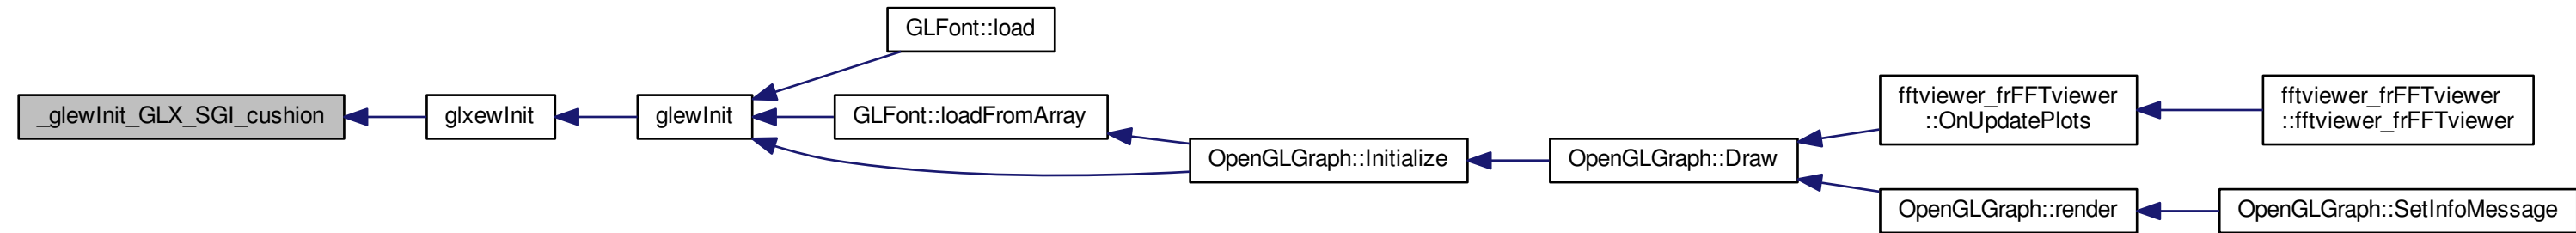 GLFont::load
_glewInit_GLX_SGI_cushion
glxewInit
glewInit
GLFont::loadFromArray
OpenGLGraph::Initialize
OpenGLGraph::Draw
fftviewer_frFFTviewer
::OnUpdatePlots
fftviewer_frFFTviewer
::fftviewer_frFFTviewer
OpenGLGraph::render
OpenGLGraph::SetInfoMessage